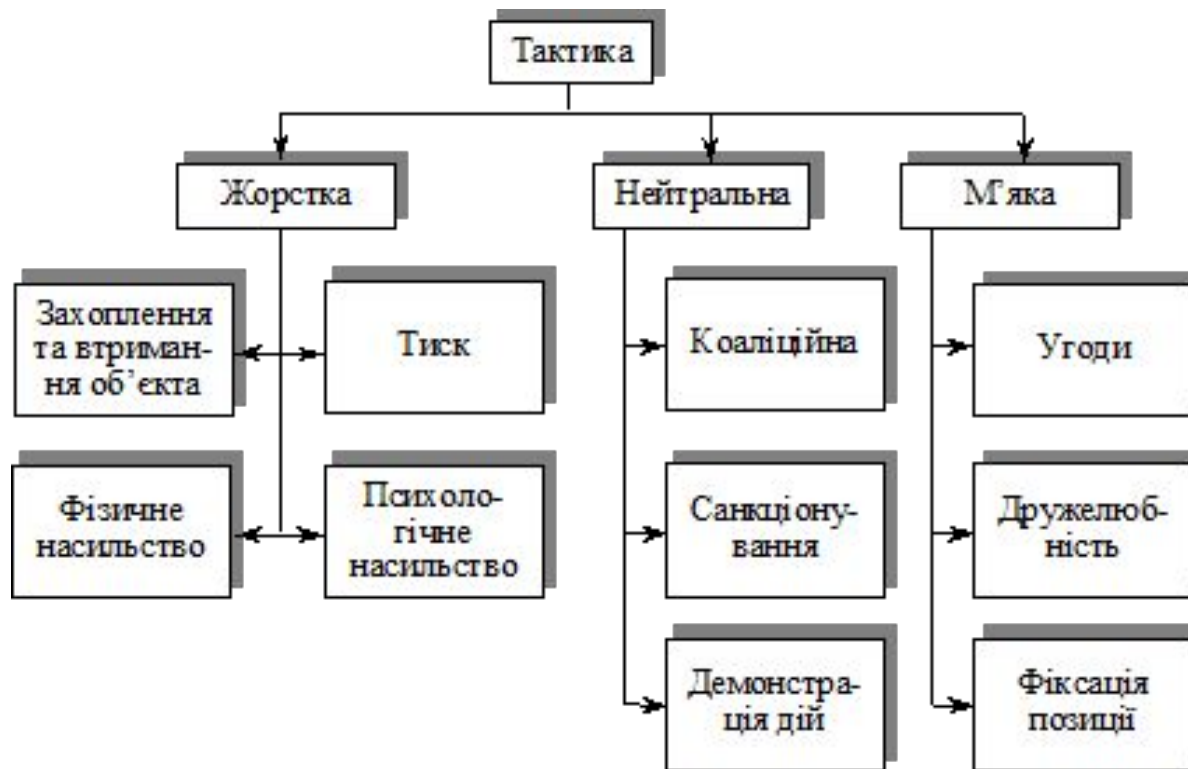 Тактика
Жорстка
Нейтральна
М'яка
Захоплення
та втриман-
ня об’єкта
Тиск
Коаліційна
Угоди
Фізичне
насильство
Психоло-
гічне
насильство
Санкціону-
вання
Дружелюб-
ність
Демонстра-
ція дій
Фіксація
позиції